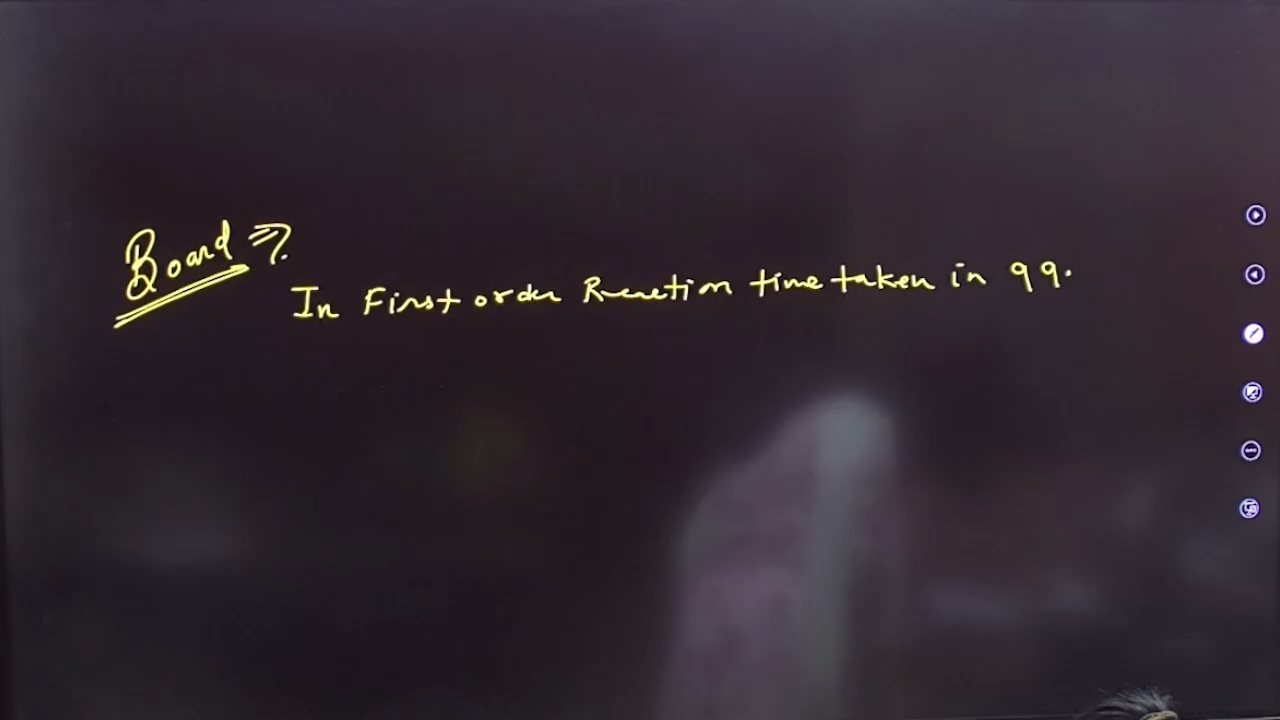 Board ⇒?
In First order Reaction time taken in 99.